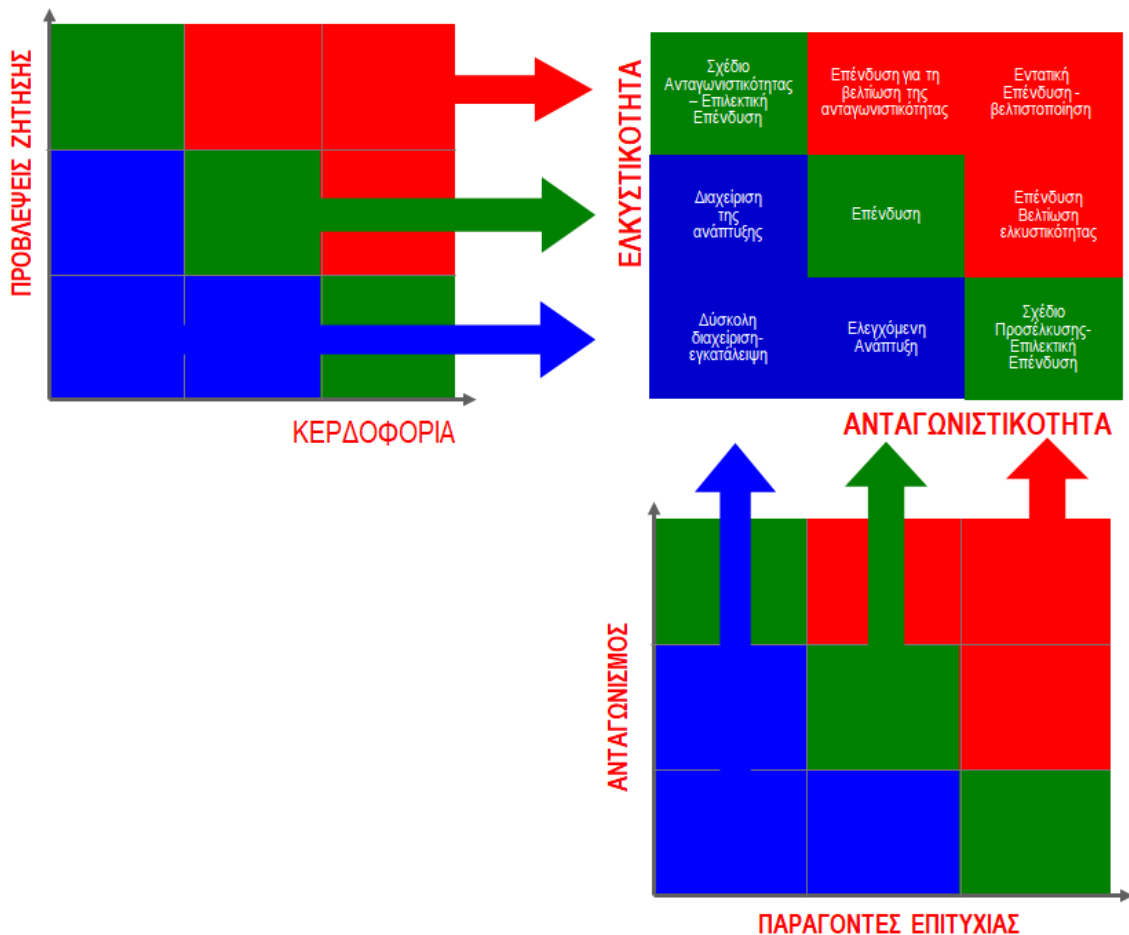 ΠΡΟΒΛΕΨΕΙΣ ΖΗΤΗΣΗΣ
ΚΕΡΔΟΦΟΡΙΑ
ΕΛΚΥΣΤΙΚΟΤΗΤΑ
Σχέδιο
Ανταγωνιστικότητας
– Επιλεκτική
Επένδυση
Επένδυση για τη
βελτίωση της
ανταγωνιστικότητας
Εντατική
Επένδυση -
βελτιστοποίηση
Διαχείριση
της
ανάπτυξης
Επένδυση
Επένδυση
Βελτίωση
ελκυστικότητας
Δύσκολη
διαχείριση-
εγκατάλειψη
Ελεγχόμενη
Ανάπτυξη
Σχέδιο
Προσέλκυσης-
Επιλεκτική
Επένδυση
ΑΝΤΑΓΩΝΙΣΤΙΚΟΤΗΤΑ
ΑΝΤΑΓΩΝΙΣΜΟΣ
ΠΑΡΑΓΟΝΤΕΣ ΕΠΙΤΥΧΙΑΣ